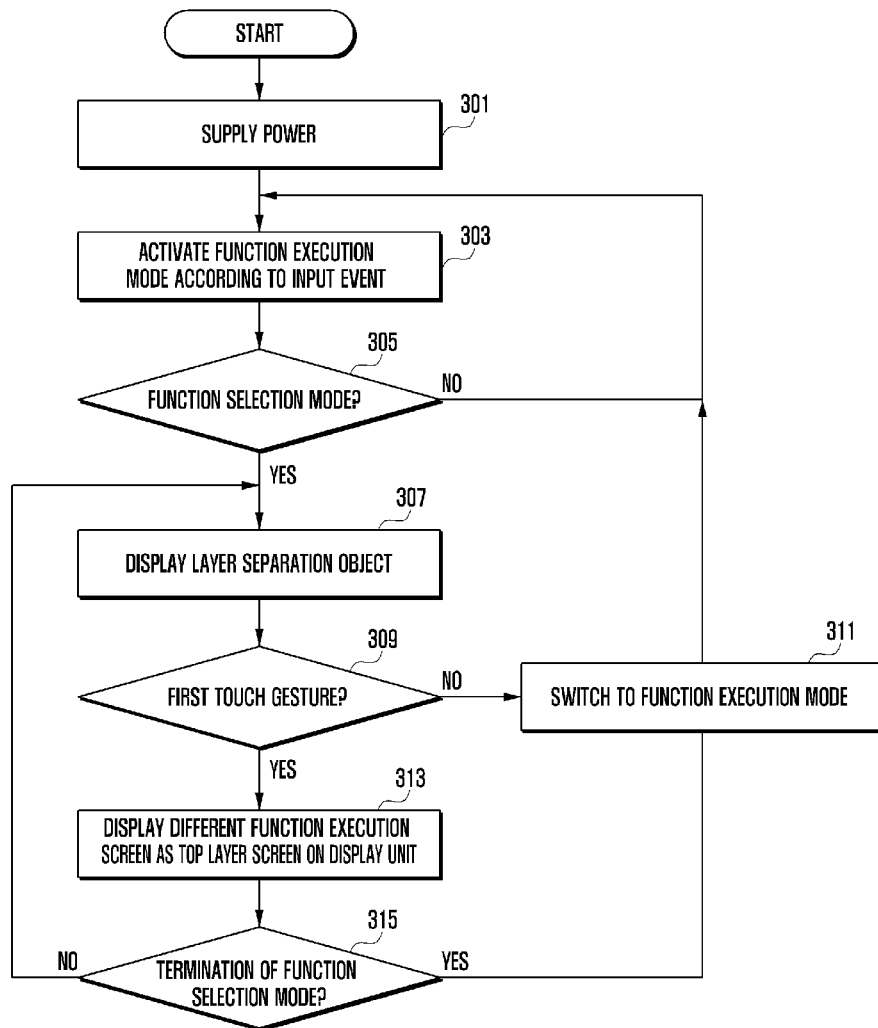 START
301
SUPPLY POWER
303
ACTIVATE FUNCTION EXECUTION
MODE ACCORDING TO INPUT EVENT
305
FUNCTION SELECTION MODE?
NO
YES
307
DISPLAY LAYER SEPARATION OBJECT
309
FIRST TOUCH GESTURE?
NO
311
SWITCH TO FUNCTION EXECUTION MODE
YES
313
DISPLAY DIFFERENT FUNCTION EXECUTION
SCREEN AS TOP LAYER SCREEN ON DISPLAY UNIT
315
NO
TERMINATION OF FUNCTION
SELECTION MODE?
YES